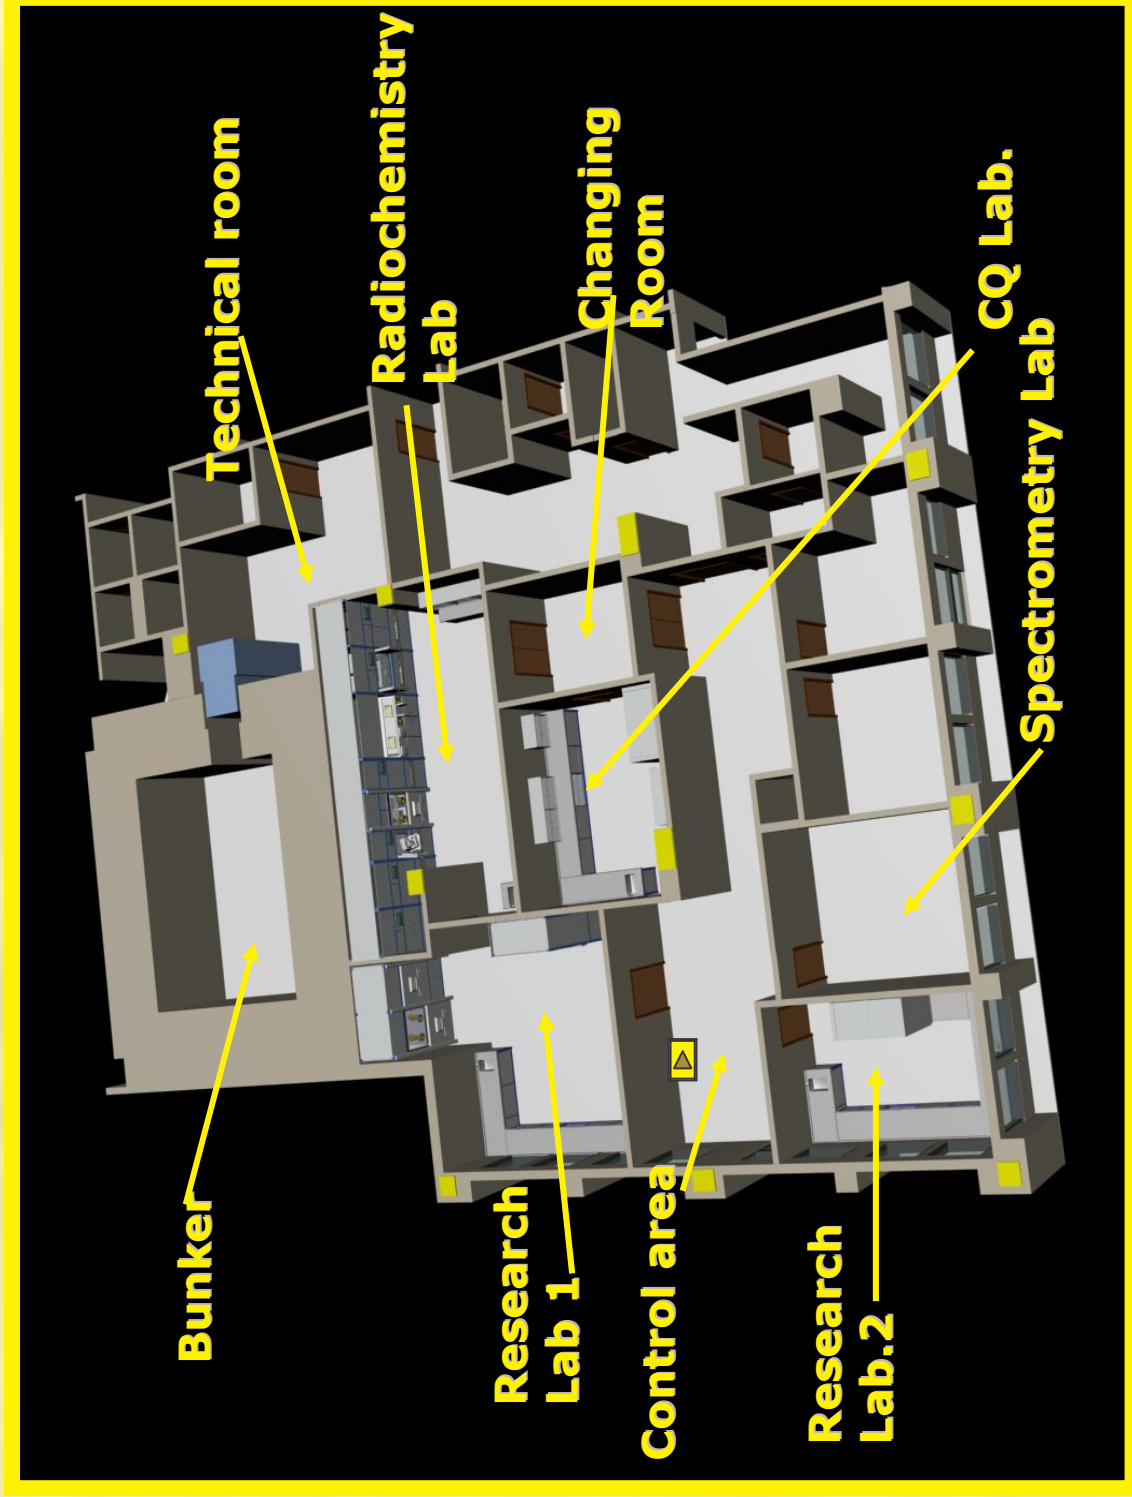 Technical room
Radiochemistry
Lab
Changing
Room
CQ Lab.
Spectrometry Lab
Bunker
Research
Lab 1
Control area
Research
Lab.2